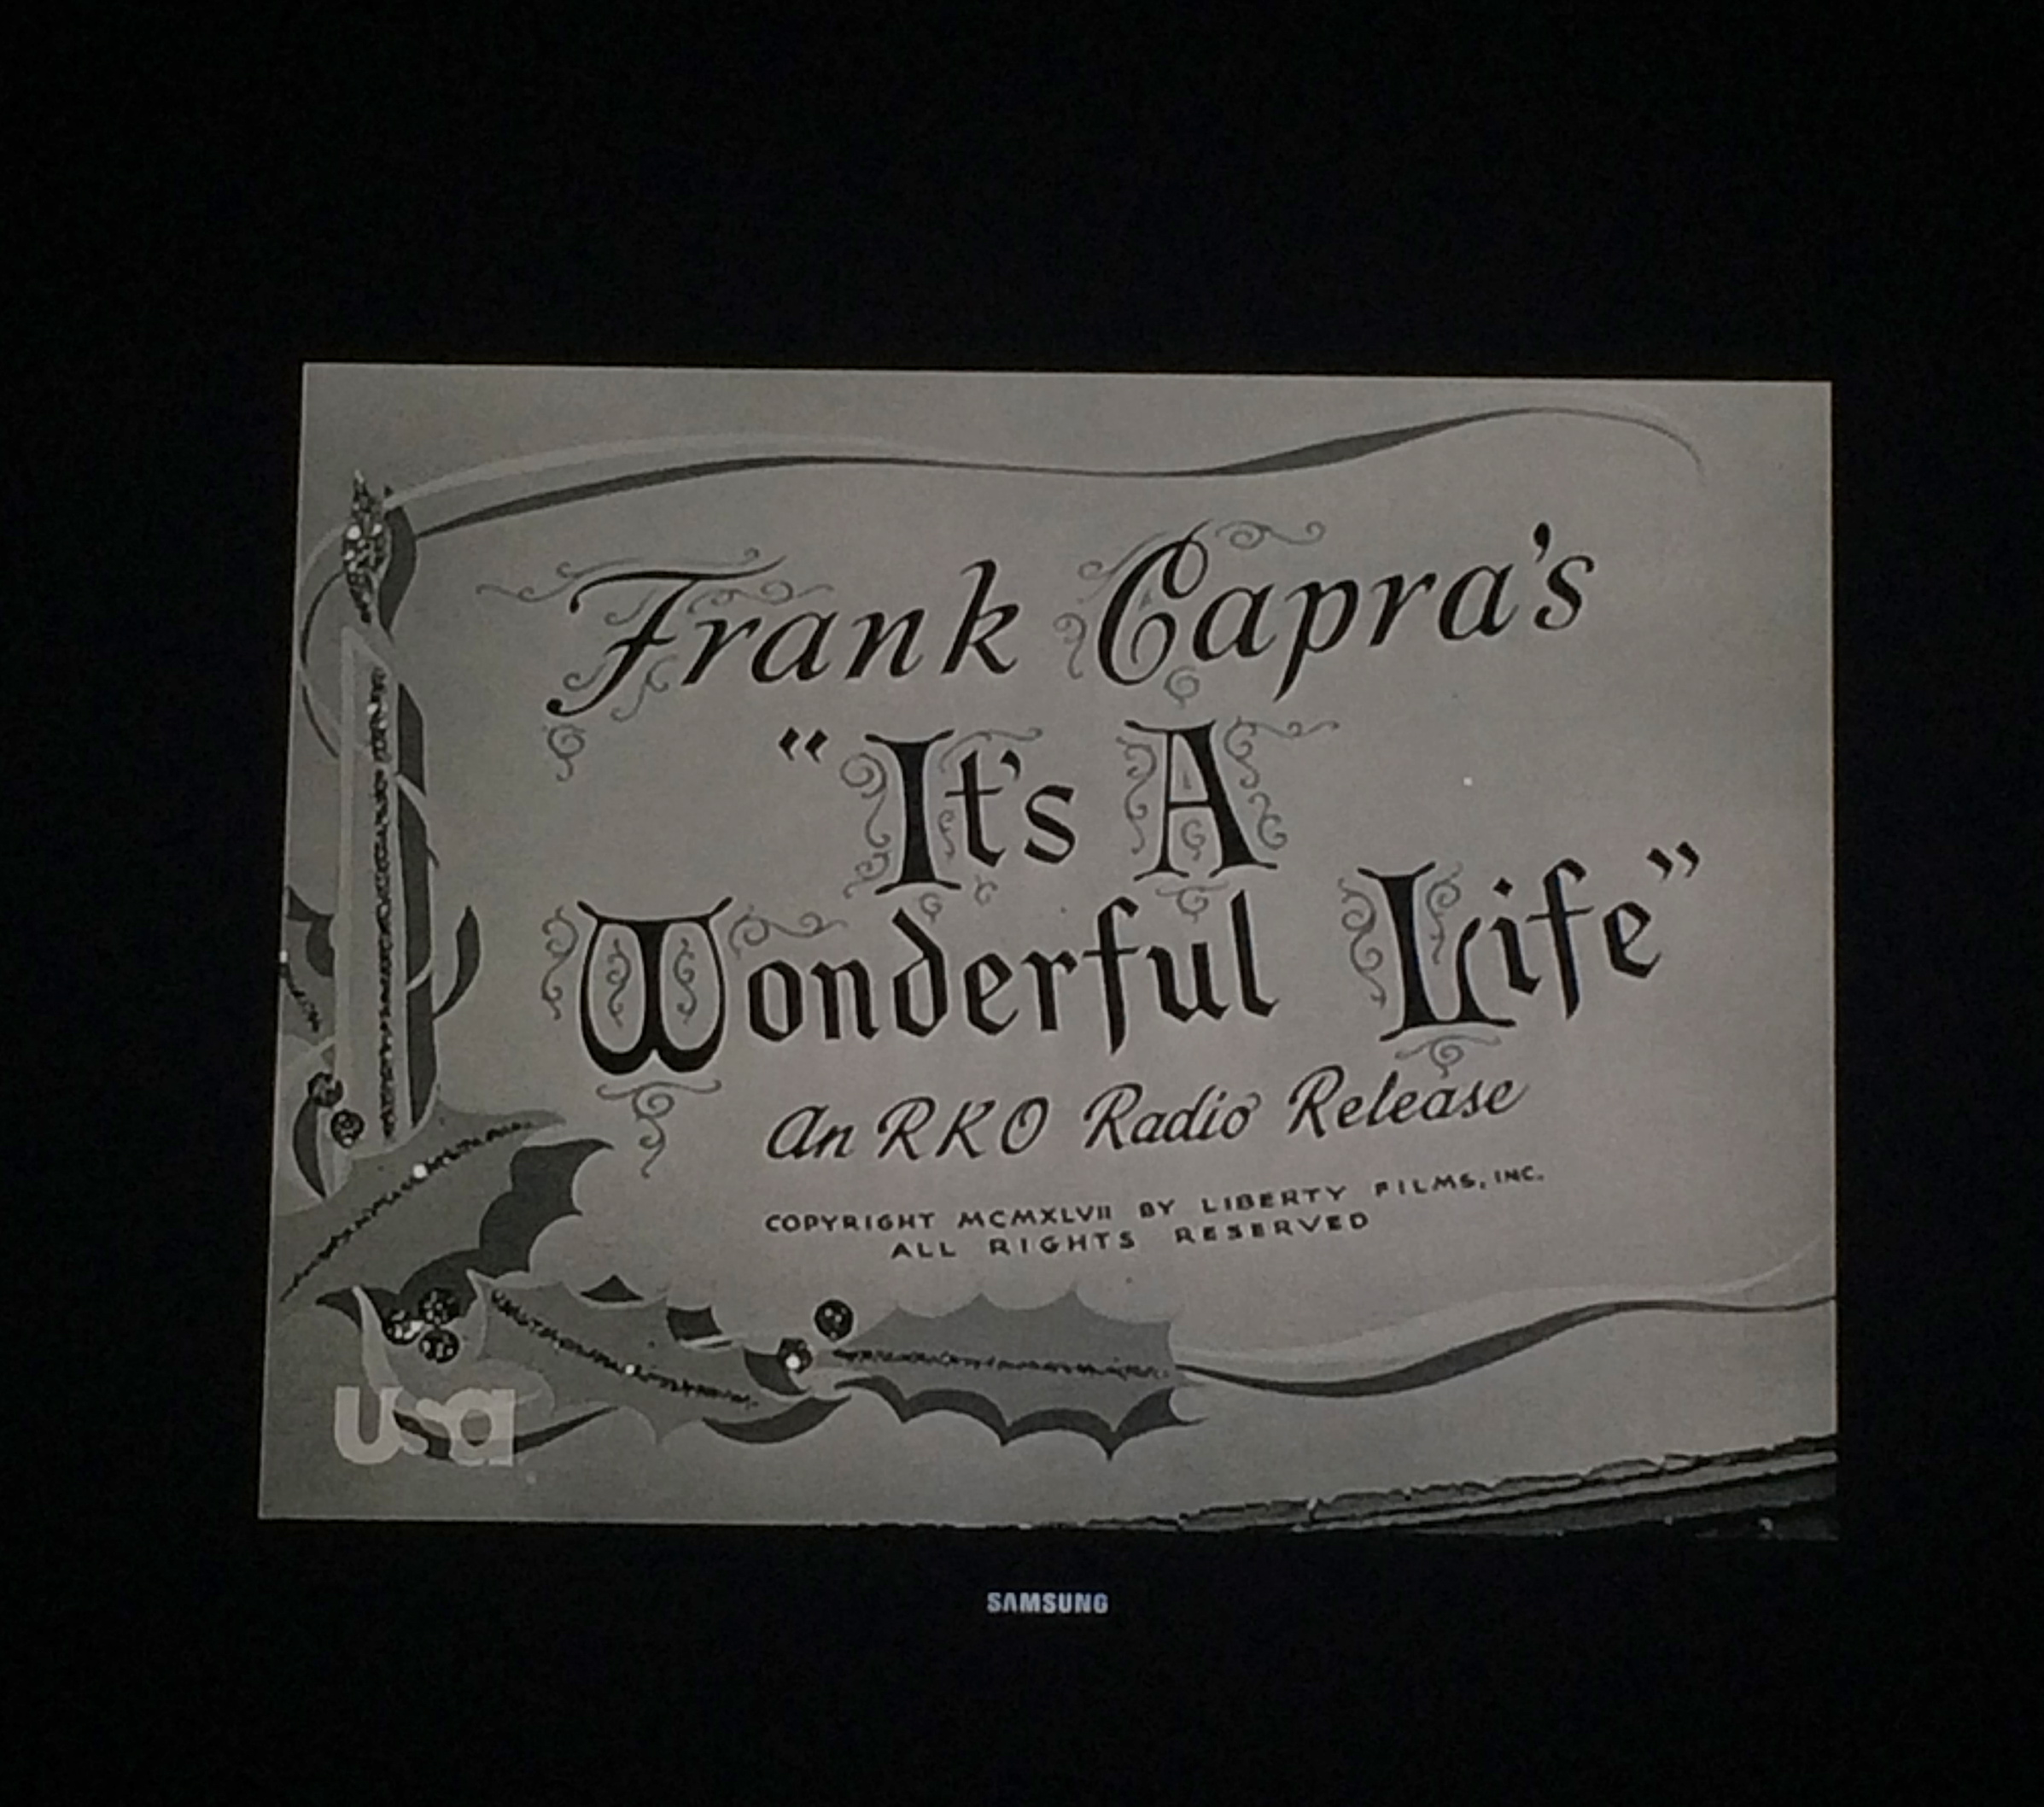 Frank Capra's
"It's A
Wonderful Life"
An RKO Radio Release
COPYRIGHT MCMXLVII BY LIBERTY FILMS, INC.
ALL RIGHTS RESERVED
usa
SAMSUNG